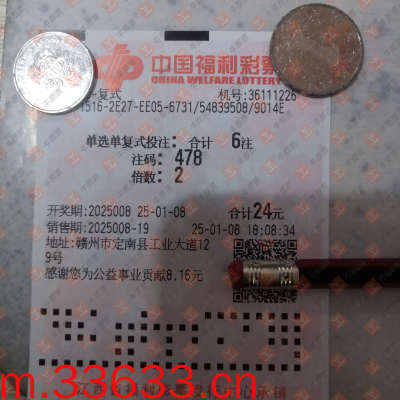 中国福利彩票
CHINA WELFARE LOTTERY
复式 机号:36111226
1516-2E27-EE05-6731/54839508/9014E
单选单复式投注: 合计 6注
注码: 478
倍数: 2
开奖期:2025008 25-01-08 合计24元
销售期:2025008-19 25-01-08 18:08:34
地址:赣州市定南县工业大道12
9号
感谢您为公益事业贡献8.16元
m.33633.cn